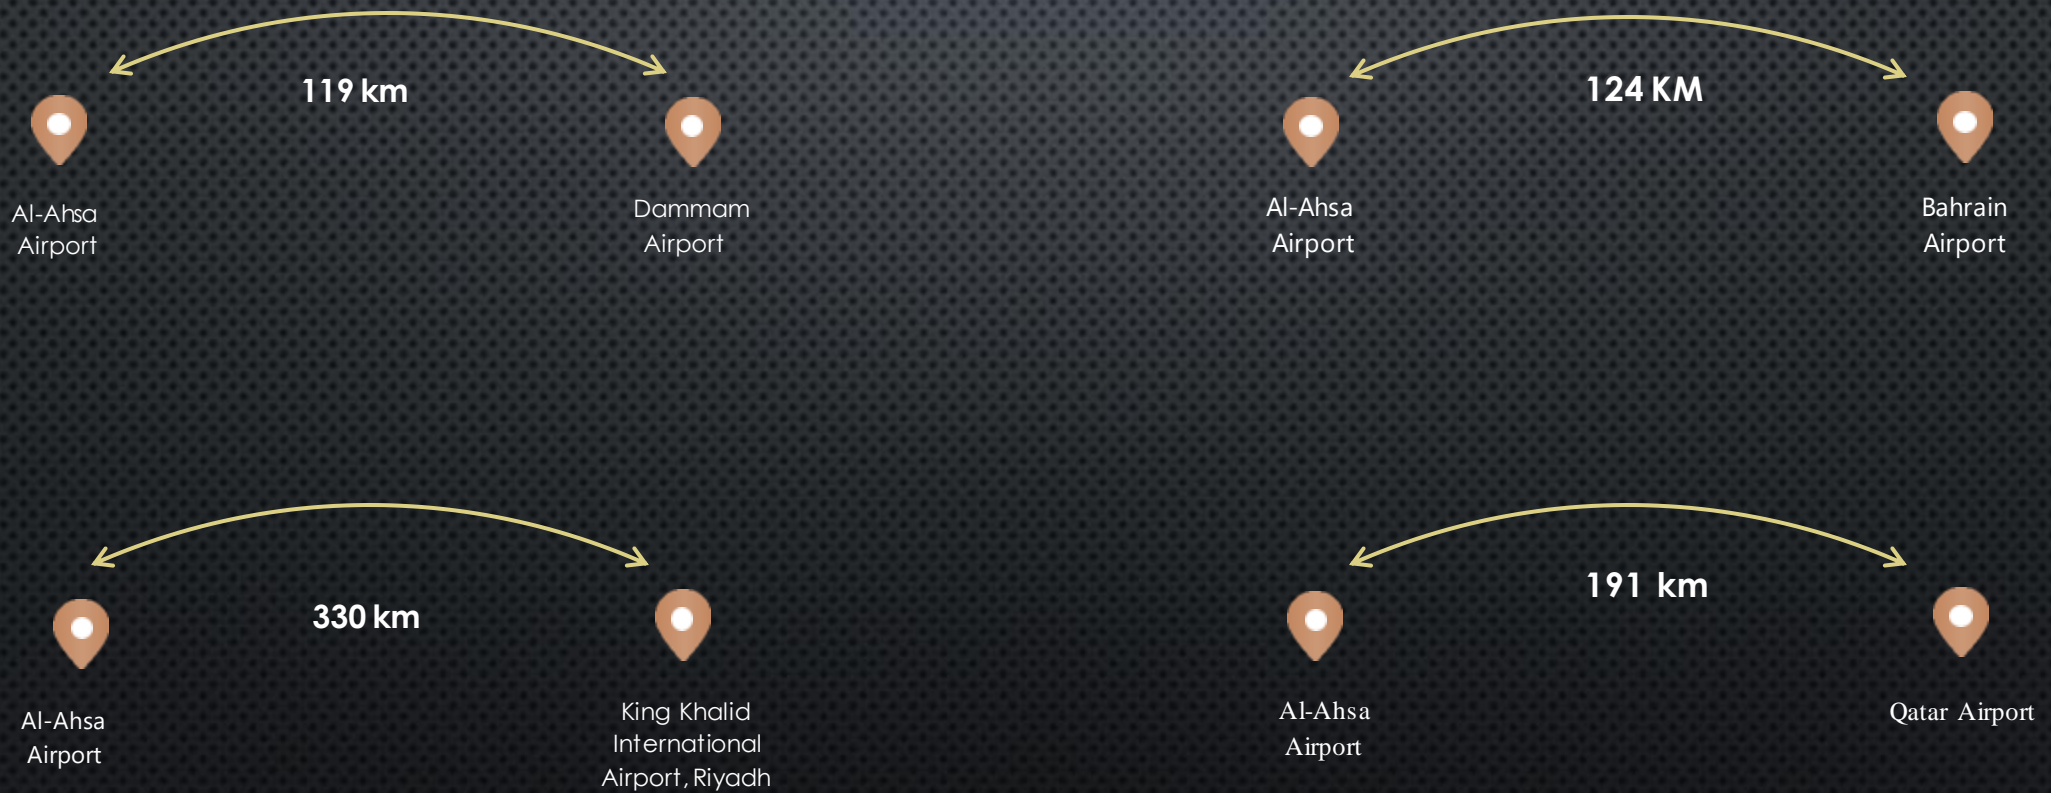 119 km
Al-Ahsa
Airport
Dammam
Airport
124 KM
Al-Ahsa
Airport
Bahrain
Airport
330 km
Al-Ahsa
Airport
King Khalid
International
Airport, Riyadh
191 km
Al-Ahsa
Airport
Qatar Airport